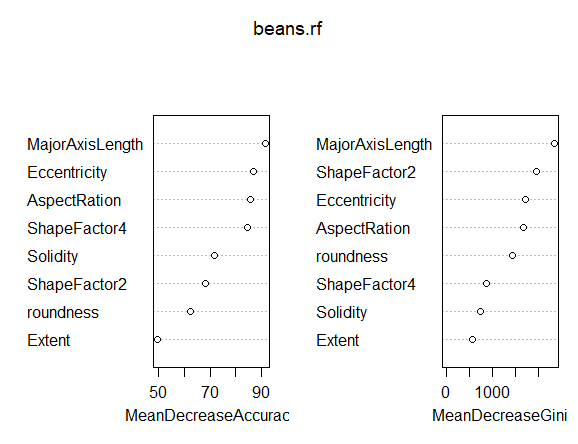 beans.rf
MajorAxisLength
Eccentricity
AspectRation
ShapeFactor4
Solidity
ShapeFactor2
roundness
Extent
50 70 90
MeanDecreaseAccurac
MajorAxisLength
ShapeFactor2
Eccentricity
AspectRation
roundness
ShapeFactor4
Solidity
Extent
0 1000
MeanDecreaseGini